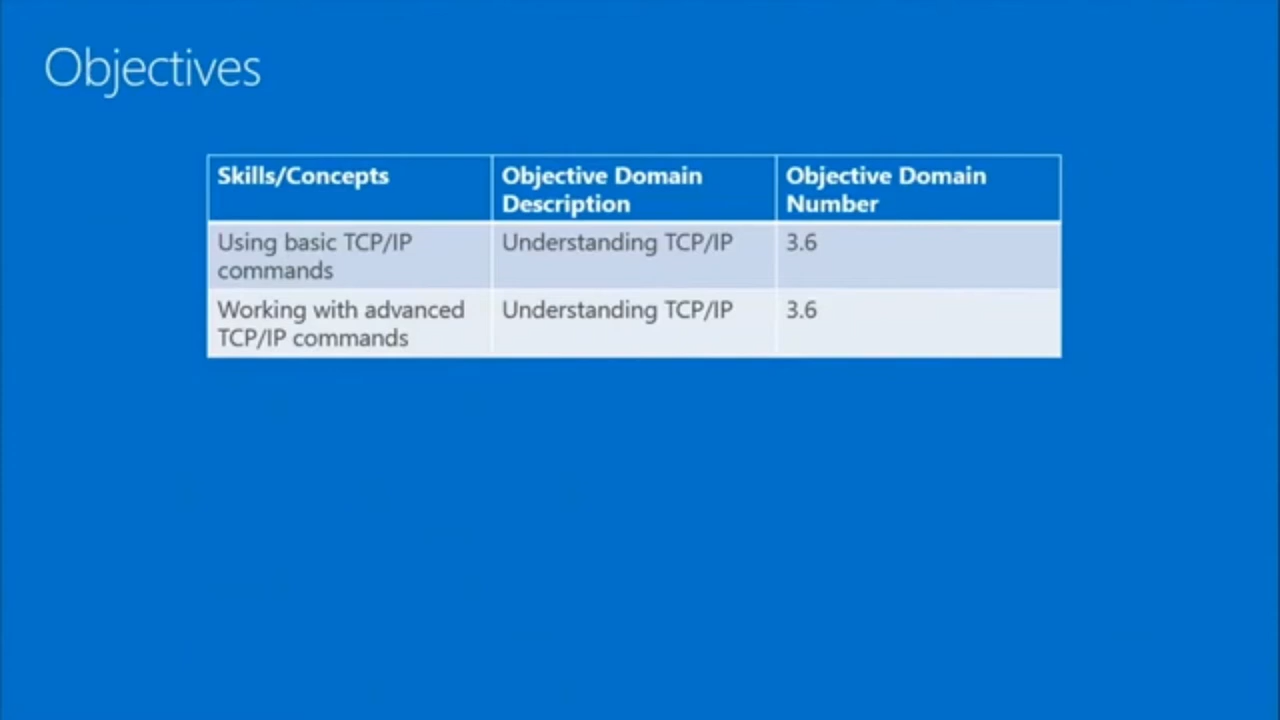 Objectives
Skills/Concepts
Objective Domain
Description
Objective Domain
Number
Using basic TCP/IP
commands
Understanding TCP/IP
3.6
Working with advanced
TCP/IP commands
Understanding TCP/IP
3.6